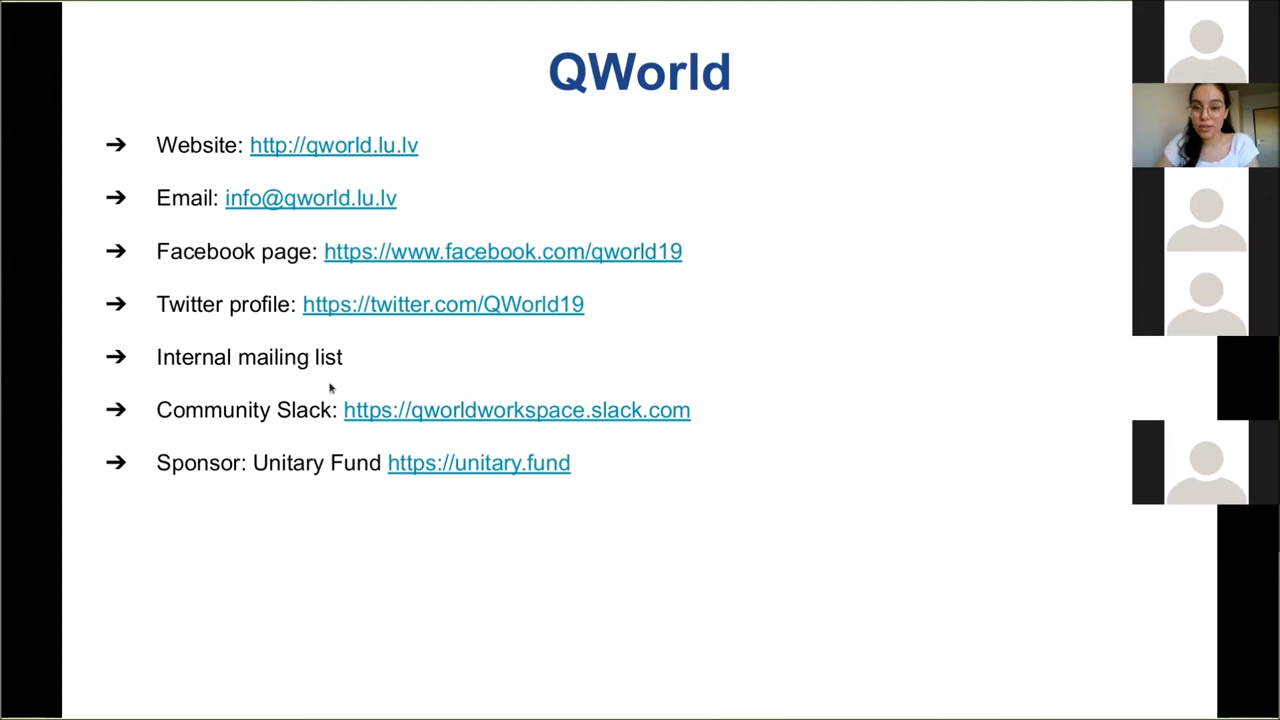 QWorld
➔ Website: http://qworld.lu.lv
➔ Email: info@qworld.lu.lv
➔ Facebook page: https://www.facebook.com/qworld19
➔ Twitter profile: https://twitter.com/QWorld19
➔ Internal mailing list
➔ Community Slack: https://qworldworkspace.slack.com
➔ Sponsor: Unitary Fund https://unitary.fund